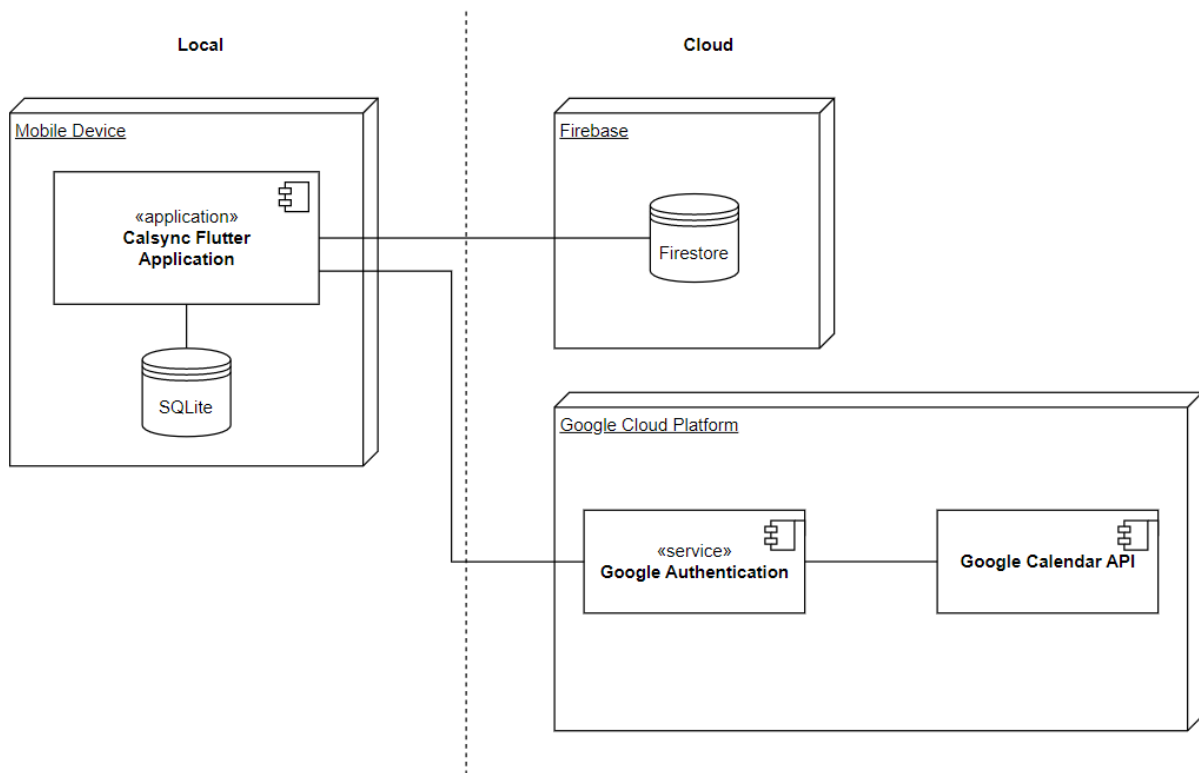 Local
Cloud
Mobile Device
«application»
Calsync Flutter
Application
SQLite
Firebase
Firestore
Google Cloud Platform
«service»
Google Authentication
Google Calendar API